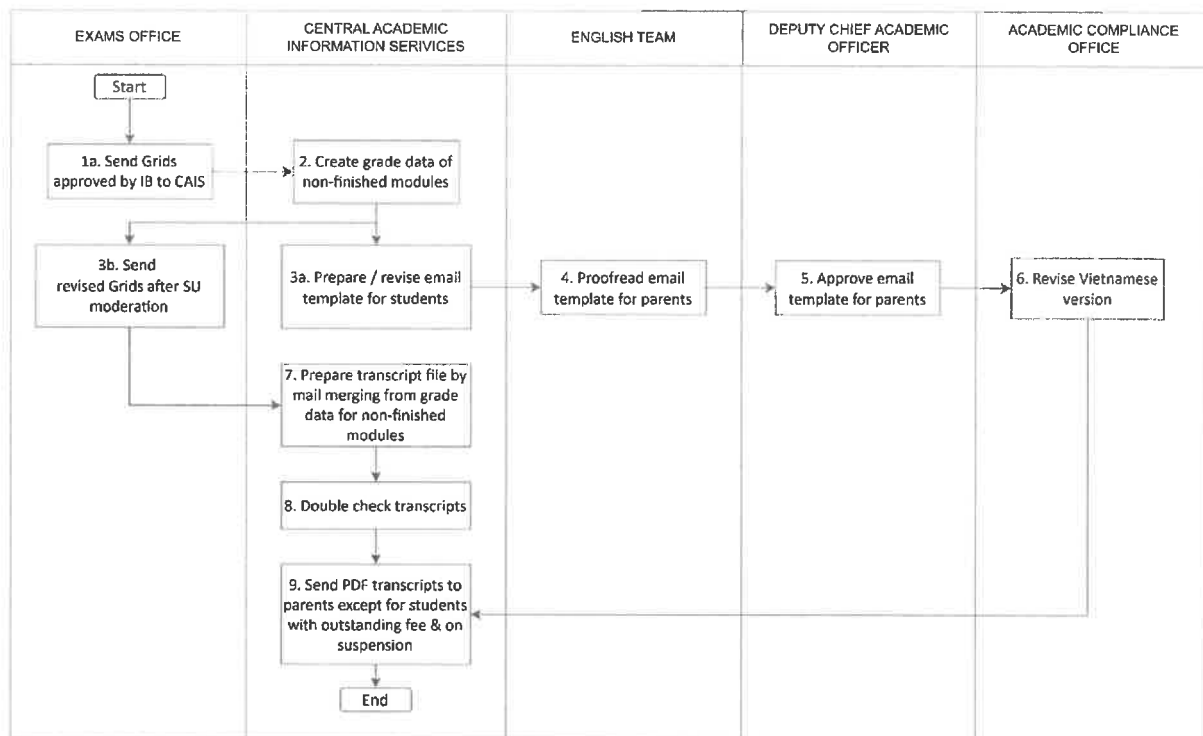 EXAMS OFFICE
CENTRAL ACADEMIC
INFORMATION SERIVICES
ENGLISH TEAM
DEPUTY CHIEF ACADEMIC
OFFICER
ACADEMIC COMPLIANCE
OFFICE
Start
1a. Send Grids
approved by IB to CAIS
2. Create grade data of
non-finished modules
3b. Send
revised Grids after SU
moderation
3a. Prepare / revise email
template for students
4. Proofread email
template for parents
5. Approve email
template for parents
6. Revise Vietnamese
version
7. Prepare transcript file by
mail merging from grade
data for non-finished
modules
8. Double check transcripts
9. Send PDF transcripts to
parents except for students
with outstanding fee & on
suspension
End